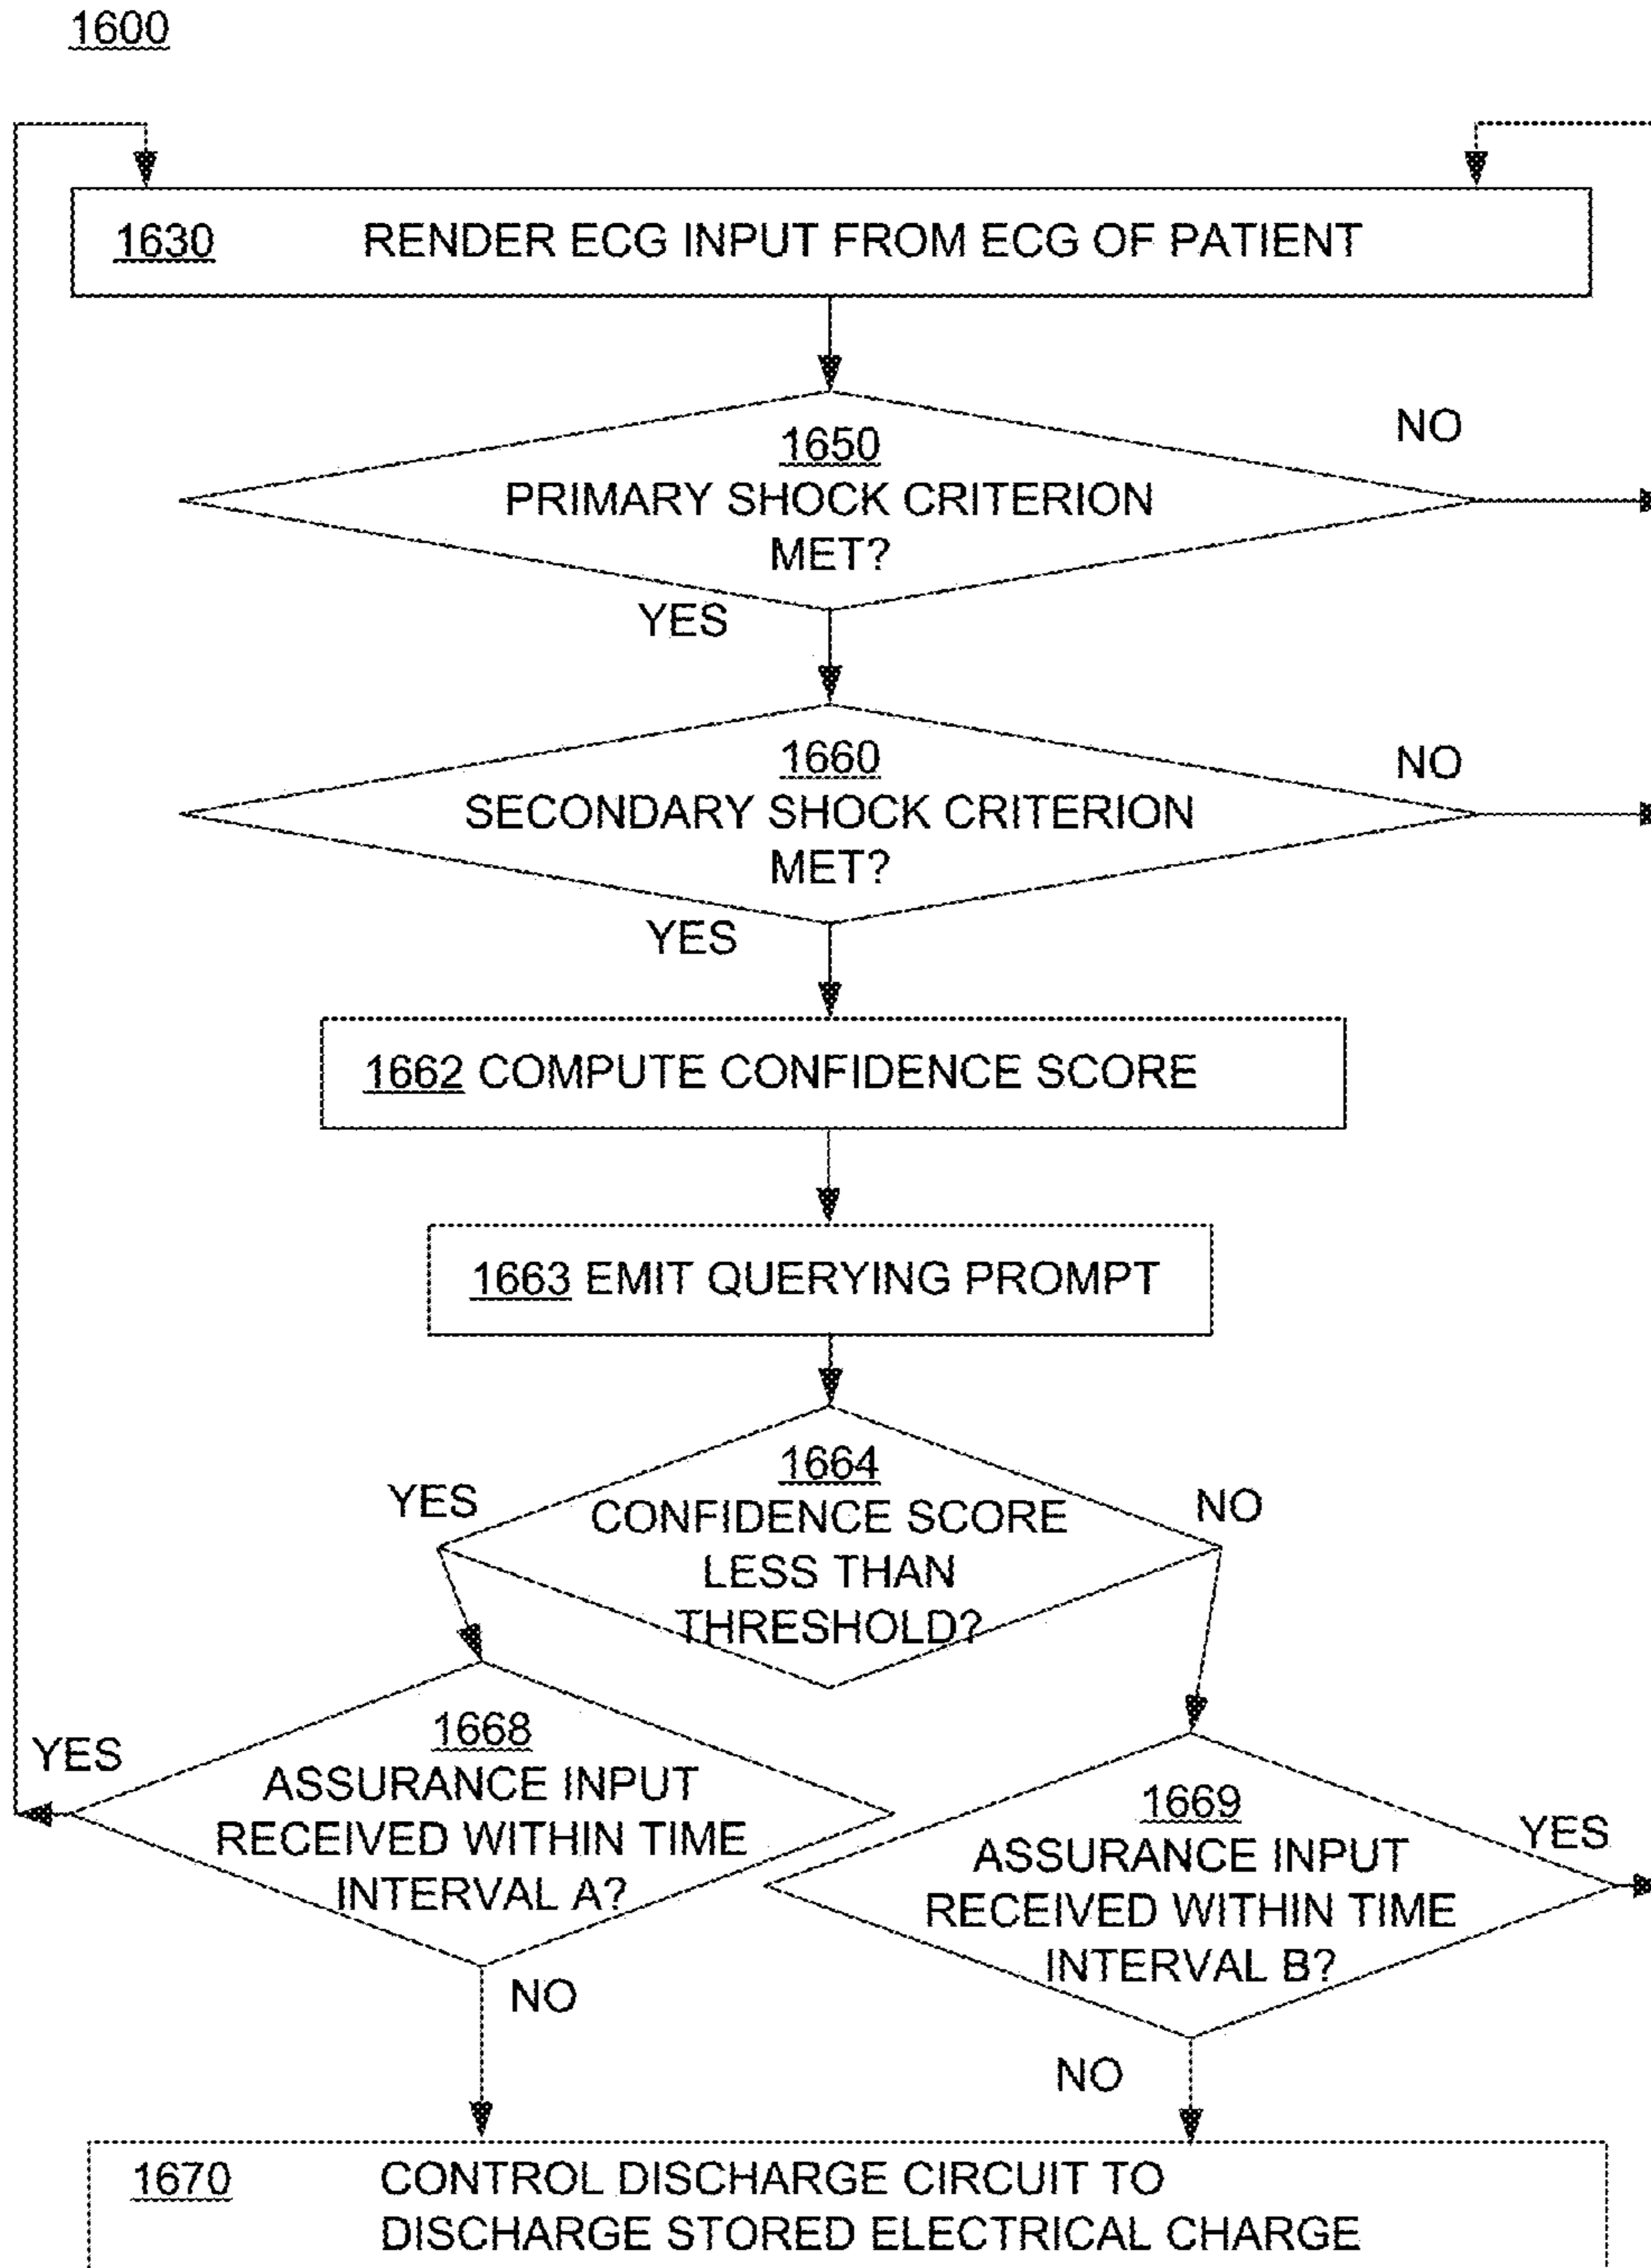 1600
1630 RENDER ECG INPUT FROM ECG OF PATIENT
1650
NO
PRIMARY SHOCK CRITERION
MET?
YES
1660
NO
SECONDARY SHOCK CRITERION
MET?
YES
1662 COMPUTE CONFIDENCE SCORE
1663 EMIT QUERYING PROMPT
1664
YES
NO
CONFIDENCE SCORE
LESS THAN
THRESHOLD?
1668
YES
ASSURANCE INPUT
RECEIVED WITHIN TIME
INTERVAL A?
NO
1669
YES
ASSURANCE INPUT
RECEIVED WITHIN TIME
INTERVAL B?
NO
1670 CONTROL DISCHARGE CIRCUIT TO
DISCHARGE STORED ELECTRICAL CHARGE